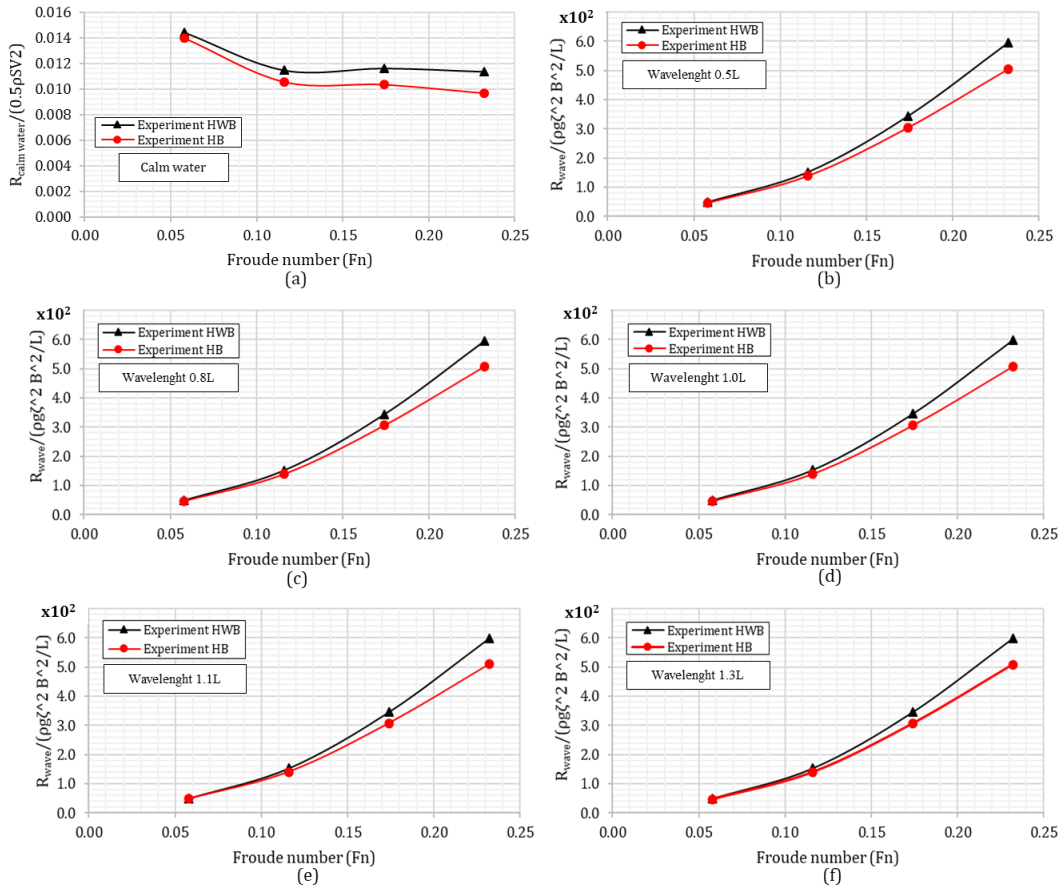 0.016
0.014
0.012
0.010
0.008
0.006
0.004
0.002
0.000
R_calm water/(0.5ρSV2)
Experiment HWB
Experiment HB
Calm water
0.00 0.05 0.10 0.15 0.20 0.25
Froude number (Fn)
(a)
x10²
6.0
5.0
4.0
3.0
2.0
1.0
0.0
R_wave/(ρgζ^2 B^2/L)
Experiment HWB
Experiment HB
Wavelenght 0.5L
0.00 0.05 0.10 0.15 0.20 0.25
Froude number (Fn)
(b)
x10²
6.0
5.0
4.0
3.0
2.0
1.0
0.0
R_wave/(ρgζ^2 B^2/L)
Experiment HWB
Experiment HB
Wavelenght 0.8L
0.00 0.05 0.10 0.15 0.20 0.25
Froude number (Fn)
(c)
x10²
6.0
5.0
4.0
3.0
2.0
1.0
0.0
R_wave/(ρgζ^2 B^2/L)
Experiment HWB
Experiment HB
Wavelenght 1.0L
0.00 0.05 0.10 0.15 0.20 0.25
Froude number (Fn)
(d)
x10²
6.0
5.0
4.0
3.0
2.0
1.0
0.0
R_wave/(ρgζ^2 B^2/L)
Experiment HWB
Experiment HB
Wavelenght 1.1L
0.00 0.05 0.10 0.15 0.20 0.25
Froude number (Fn)
(e)
x10²
6.0
5.0
4.0
3.0
2.0
1.0
0.0
R_wave/(ρgζ^2 B^2/L)
Experiment HWB
Experiment HB
Wavelenght 1.3L
0.00 0.05 0.10 0.15 0.20 0.25
Froude number (Fn)
(f)